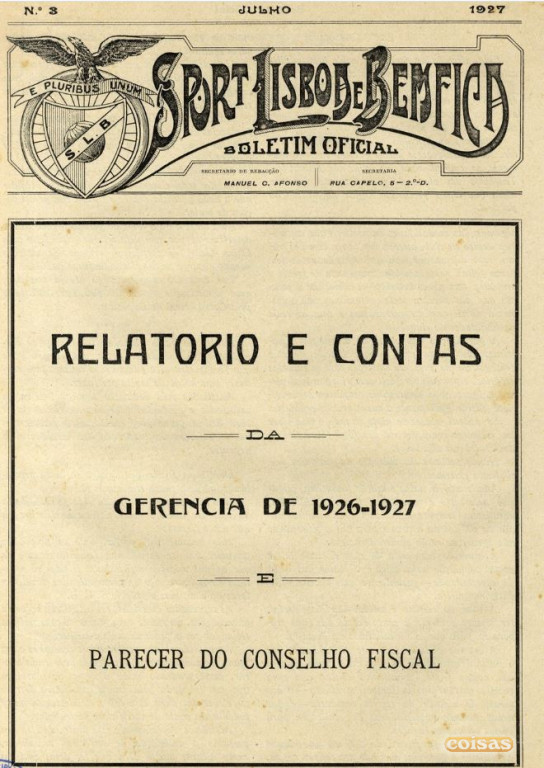 N.º 3 JULHO 1927
E PLURIBUS UNUM
S. L. B
SPORT LISBOA E BEMFICA
BOLETIM OFICIAL
SECRETARIO DE REDACÇÃO SECRETARIA
MANUEL C. AFONSO RUA CAPELO, 5 — 2.º-D.
RELATORIO E CONTAS
DA
GERENCIA DE 1926-1927
E
PARECER DO CONSELHO FISCAL
coisas